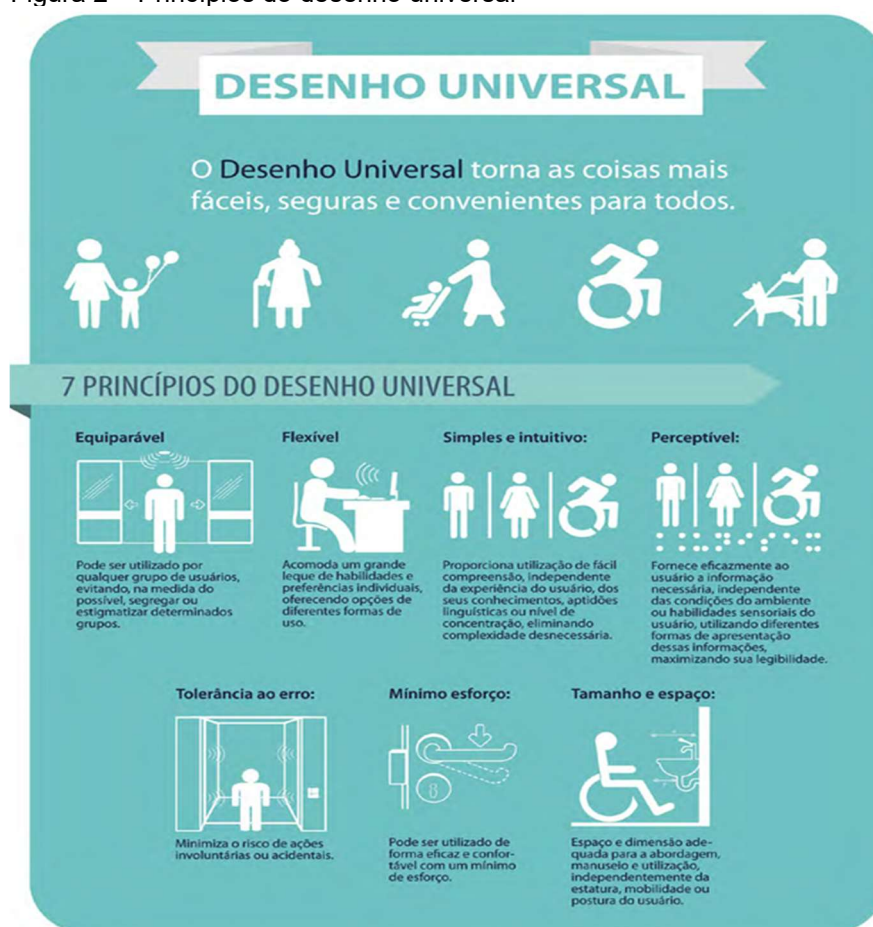 Figura 2 – Princípios do desenho universal
DESENHO UNIVERSAL
O Desenho Universal torna as coisas mais
fáceis, seguras e convenientes para todos.
7 PRINCÍPIOS DO DESENHO UNIVERSAL
Equiparável
Pode ser utilizado por
qualquer grupo de usuários,
evitando, na medida do
possível, segregar ou
estigmatizar determinados
grupos.
Flexível
Acomoda um grande
leque de habilidades e
preferências individuais,
oferecendo opções de
diferentes formas de
uso.
Simples e intuitivo:
Proporciona utilização de fácil
compreensão, independente
da experiência do usuário, dos
seus conhecimentos, aptidões
linguísticas ou nível de
concentração, eliminando
complexidade desnecessária.
Perceptível:
Fornece eficazmente ao
usuário a informação
necessária, independente
das condições do ambiente
ou habilidades sensoriais do
usuário, utilizando diferentes
formas de apresentação
dessas informações,
maximizando sua legibilidade.
Tolerância ao erro:
Minimiza o risco de ações
involuntárias ou acidentais.
Mínimo esforço:
Pode ser utilizado de
forma eficaz e confor-
tável com um mínimo
de esforço.
Tamanho e espaço:
Espaço e dimensão ade-
quada para a abordagem,
manuseio e utilização,
independentemente da
estatura, mobilidade ou
postura do usuário.